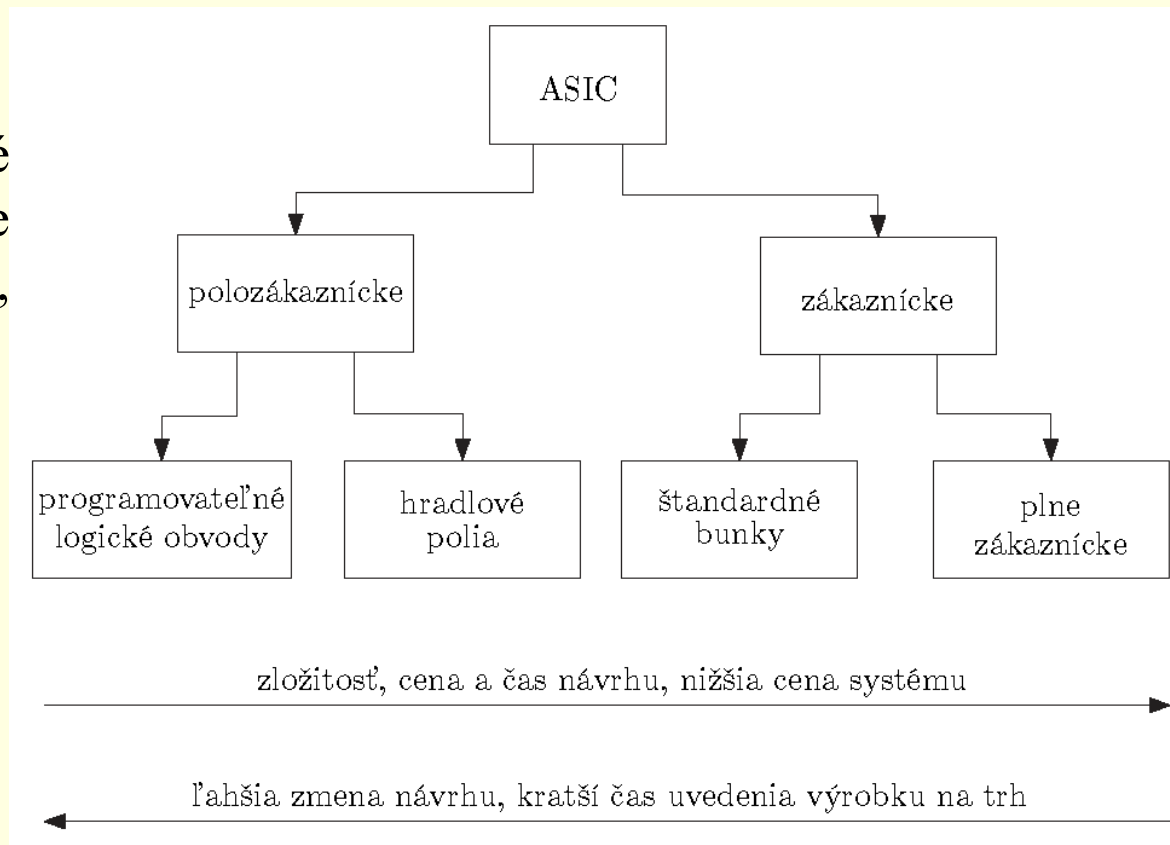 ASIC
é
e
,
polozákaznícke
zákaznícke
programovateľné
logické obvody
hradlové
polia
štandardné
bunky
plne
zákaznícke
zložitosť, cena a čas návrhu, nižšia cena systému
ľahšia zmena návrhu, kratší čas uvedenia výrobku na trh